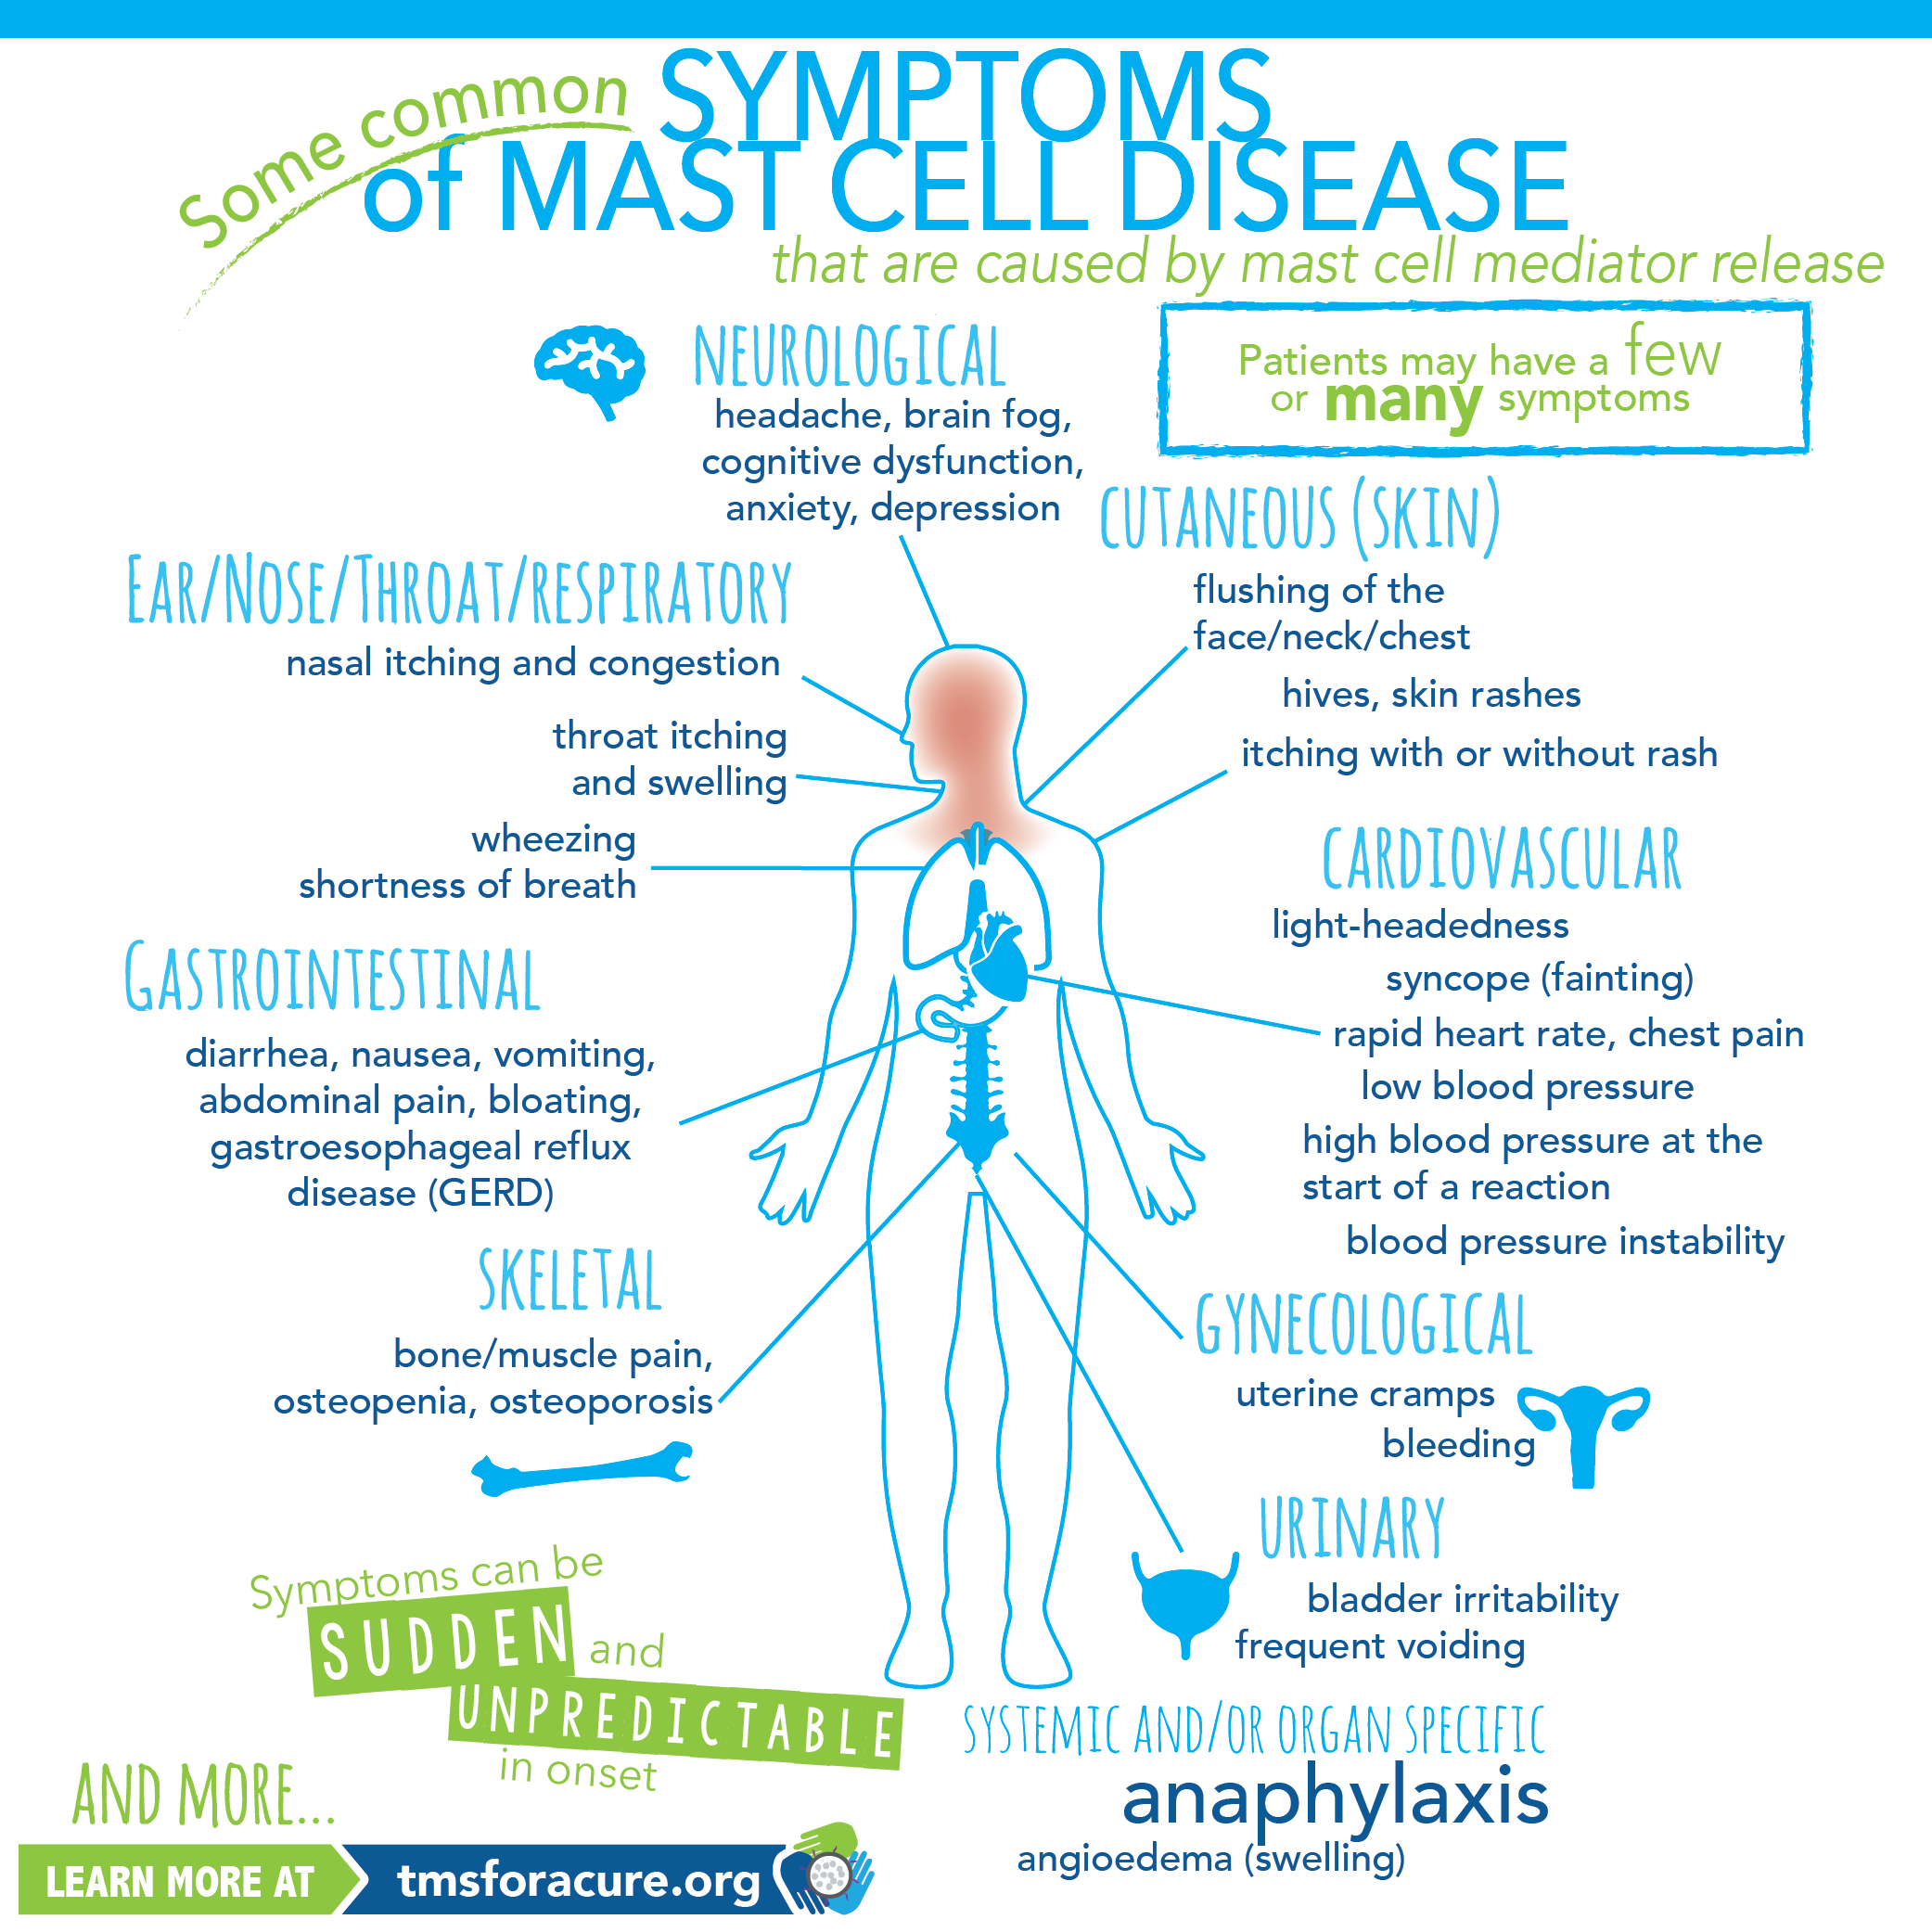 Some common SYMPTOMS
of MAST CELL DISEASE
that are caused by mast cell mediator release
Patients may have a few
or many symptoms
NEUROLOGICAL
headache, brain fog,
cognitive dysfunction,
anxiety, depression
CUTANEOUS (SKIN)
flushing of the
face/neck/chest
hives, skin rashes
itching with or without rash
EAR/NOSE/THROAT/RESPIRATORY
nasal itching and congestion
throat itching
and swelling
wheezing
shortness of breath
CARDIOVASCULAR
light-headedness
syncope (fainting)
rapid heart rate, chest pain
low blood pressure
high blood pressure at the
start of a reaction
blood pressure instability
GASTROINTESTINAL
diarrhea, nausea, vomiting,
abdominal pain, bloating,
gastroesophageal reflux
disease (GERD)
SKELETAL
bone/muscle pain,
osteopenia, osteoporosis
GYNECOLOGICAL
uterine cramps
bleeding
URINARY
bladder irritability
frequent voiding
Symptoms can be
SUDDEN and
UNPREDICTABLE
in onset
SYSTEMIC AND/OR ORGAN SPECIFIC
anaphylaxis
angioedema (swelling)
AND MORE...
LEARN MORE AT tmsforacure.org